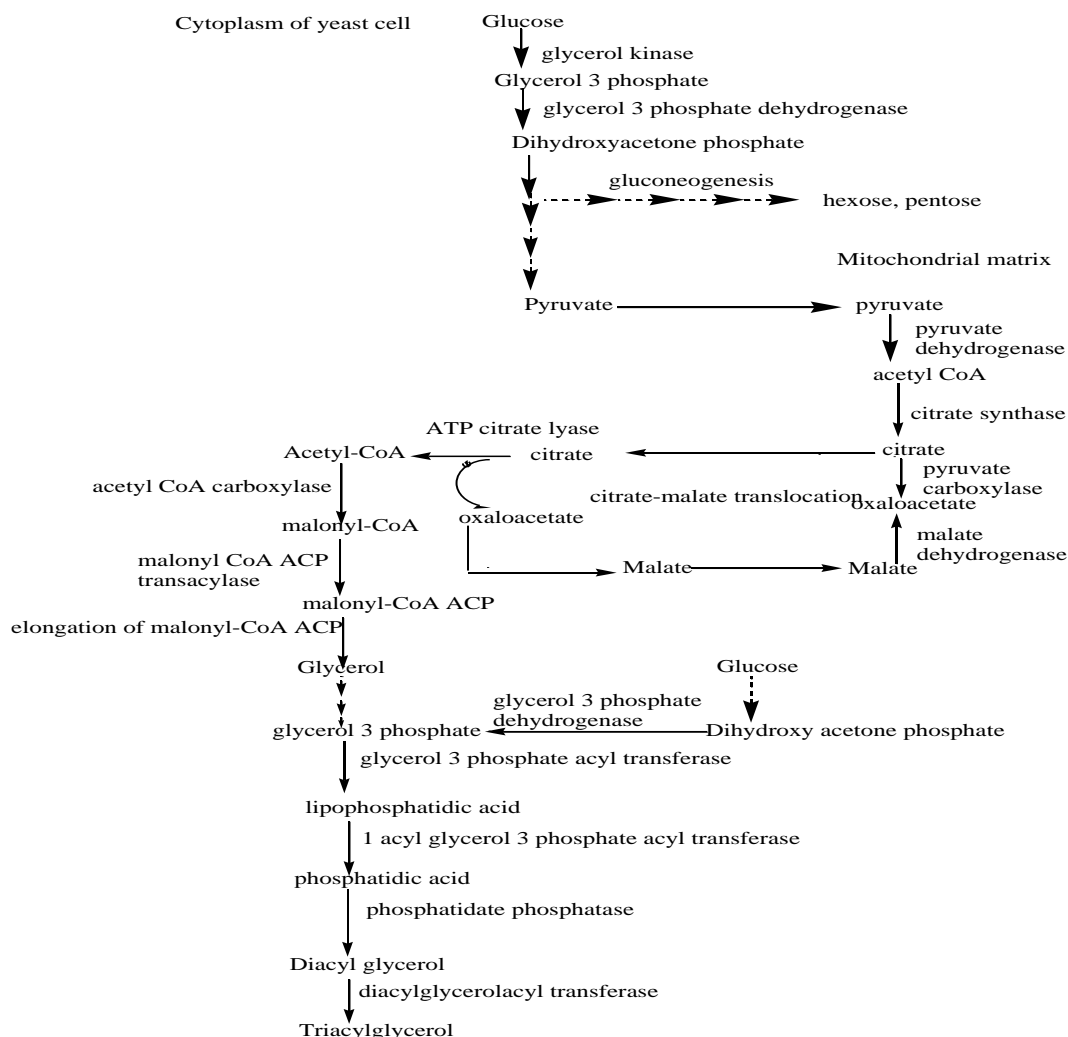 Cytoplasm of yeast cell
Glucose
glycerol kinase
Glycerol 3 phosphate
glycerol 3 phosphate dehydrogenase
Dihydroxyacetone phosphate
gluconeogenesis
hexose, pentose
Mitochondrial matrix
Pyruvate
pyruvate
pyruvate
dehydrogenase
acetyl CoA
citrate synthase
ATP citrate lyase
Acetyl-CoA
citrate
citrate
pyruvate
carboxylase
acetyl CoA carboxylase
citrate-malate translocation
oxaloacetate
malonyl-CoA
oxaloacetate
malate
dehydrogenase
malonyl CoA ACP
transacylase
Malate
Malate
malonyl-CoA ACP
elongation of malonyl-CoA ACP
Glycerol
Glucose
glycerol 3 phosphate
dehydrogenase
glycerol 3 phosphate
Dihydroxy acetone phosphate
glycerol 3 phosphate acyl transferase
lipophosphatidic acid
1 acyl glycerol 3 phosphate acyl transferase
phosphatidic acid
phosphatidate phosphatase
Diacyl glycerol
diacylglycerolacyl transferase
Triacylglycerol